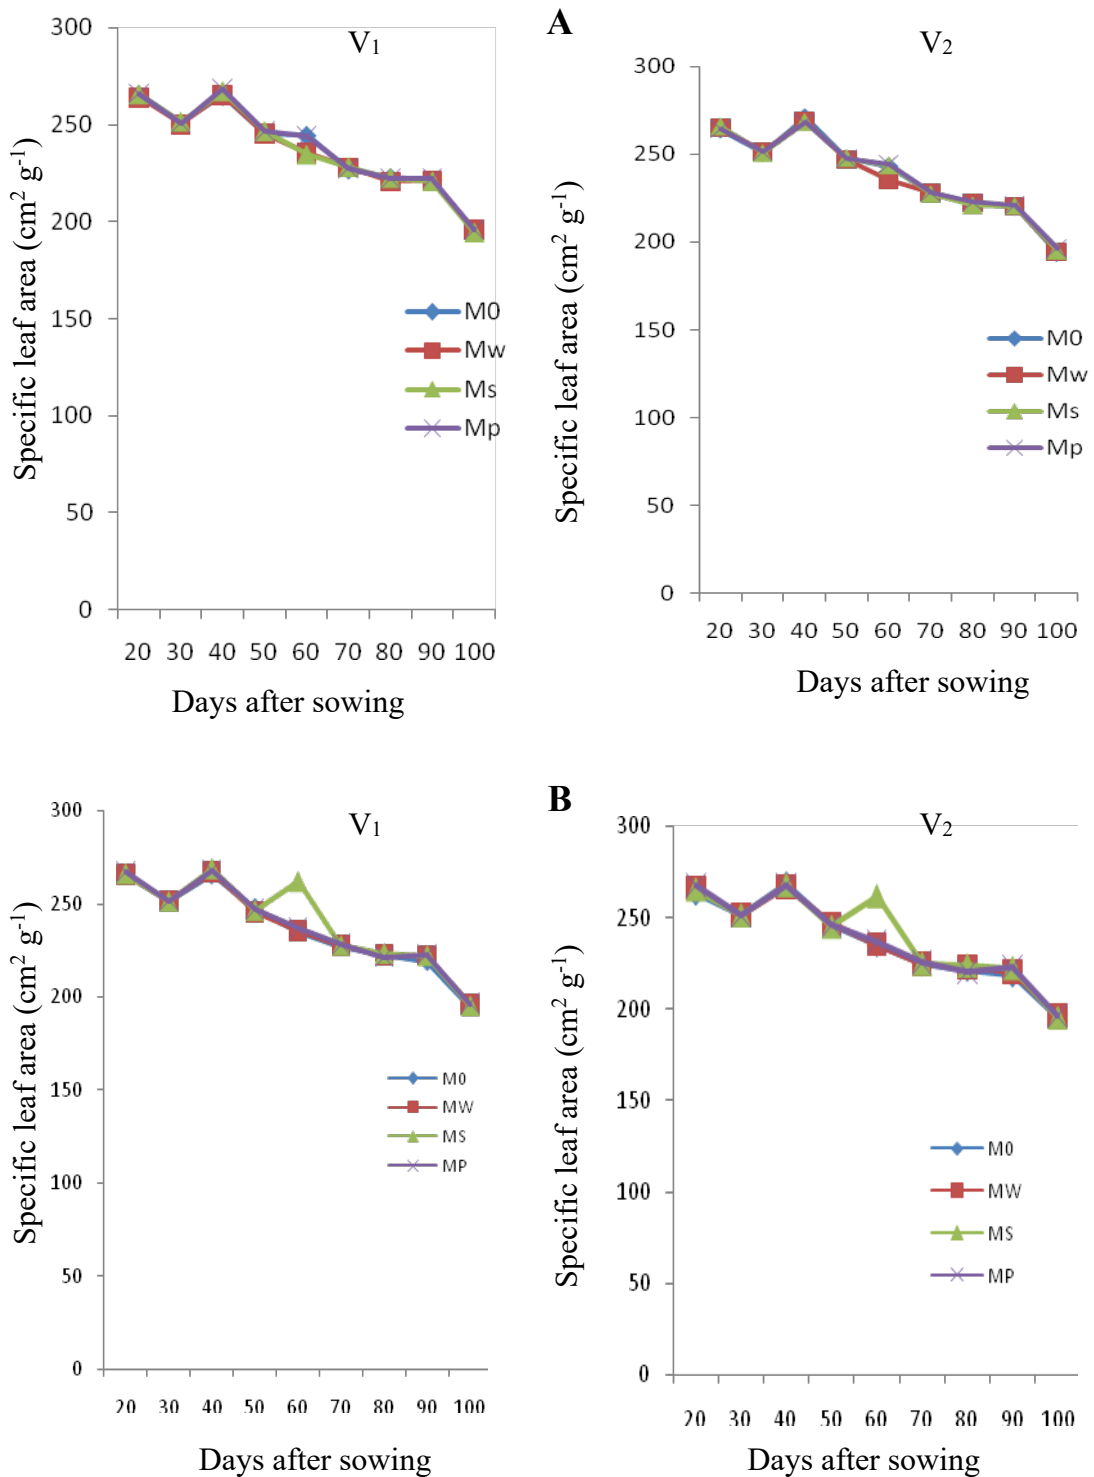 A
V₁
300
250
200
150
100
50
0
Specific leaf area (cm² g⁻¹)
M0
Mw
Ms
Mp
20 30 40 50 60 70 80 90 100
Days after sowing
V₂
300
250
200
150
100
50
0
Specific leaf area (cm² g⁻¹)
M0
Mw
Ms
Mp
20 30 40 50 60 70 80 90 100
Days after sowing
B
V₁
300
250
200
150
100
50
0
Specific leaf area (cm² g⁻¹)
M0
MW
MS
MP
20 30 40 50 60 70 80 90 100
Days after sowing
V₂
300
250
200
150
100
50
0
Specific leaf area (cm² g⁻¹)
M0
MW
MS
MP
20 30 40 50 60 70 80 90 100
Days after sowing